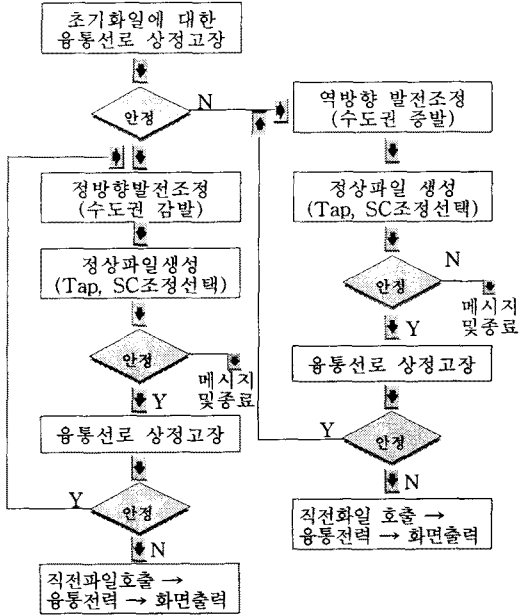 초기화일에 대한
융통선로 상정고장
안정
N
정방향발전조정
(수도권 감발)
정상파일생성
(Tap, SC조정선택)
안정
메시지
및종료
Y
융통선로 상정고장
Y
안정
N
직전파일호출 →
융통전력 → 화면출력
역방향 발전조정
(수도권 증발)
정상파일 생성
(Tap, SC조정선택)
N
안정
메시지
및종료
Y
융통선로 상정고장
Y
안정
N
직전화일 호출 →
융통전력 → 화면출력